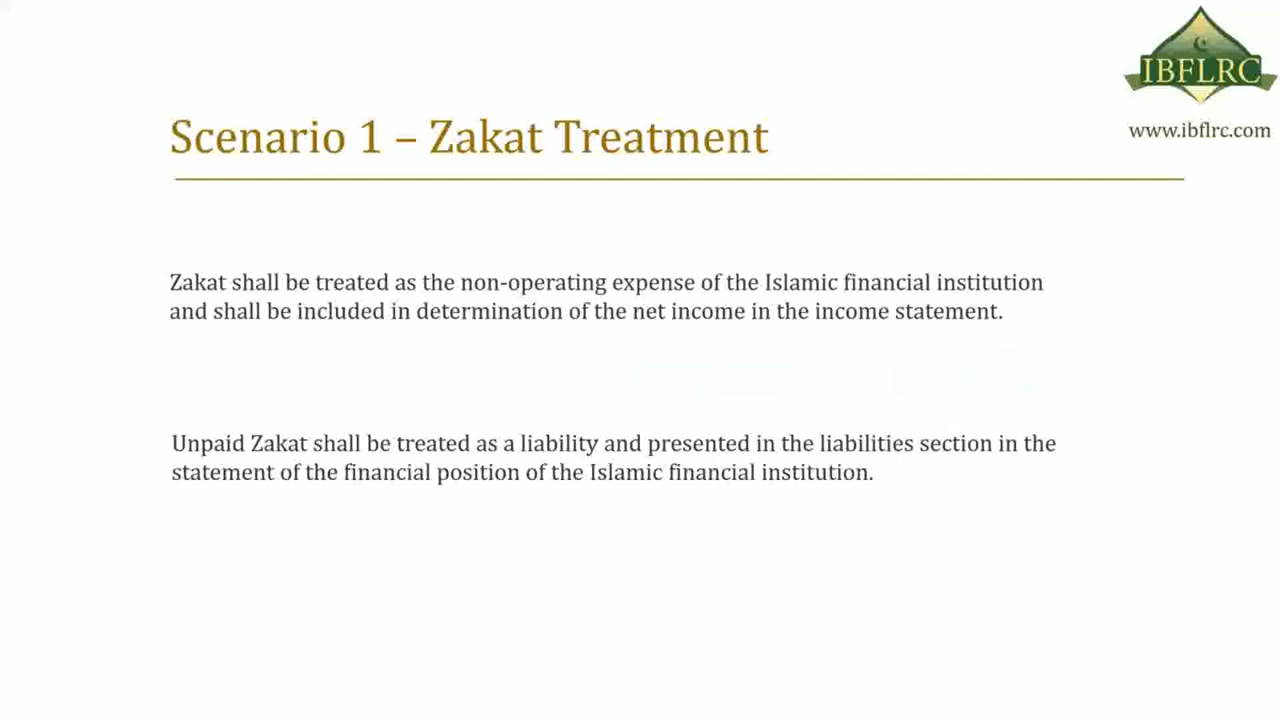 IBFLRC
www.ibflrc.com
Scenario 1 – Zakat Treatment
Zakat shall be treated as the non-operating expense of the Islamic financial institution
and shall be included in determination of the net income in the income statement.
Unpaid Zakat shall be treated as a liability and presented in the liabilities section in the
statement of the financial position of the Islamic financial institution.